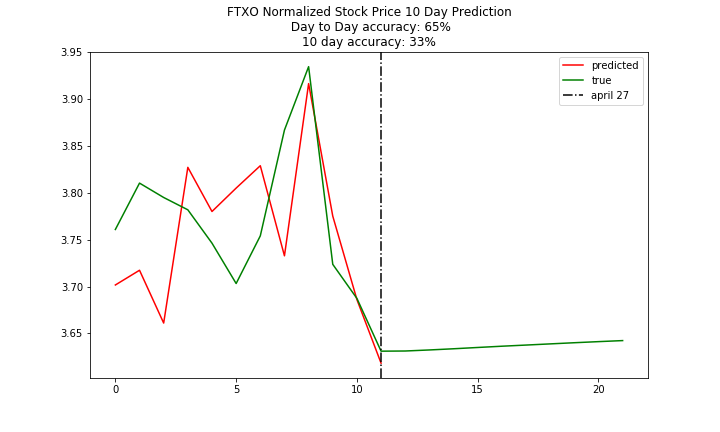 FTXO Normalized Stock Price 10 Day Prediction
Day to Day accuracy: 65%
10 day accuracy: 33%
predicted
true
april 27
3.95
3.90
3.85
3.80
3.75
3.70
3.65
0 5 10 15 20